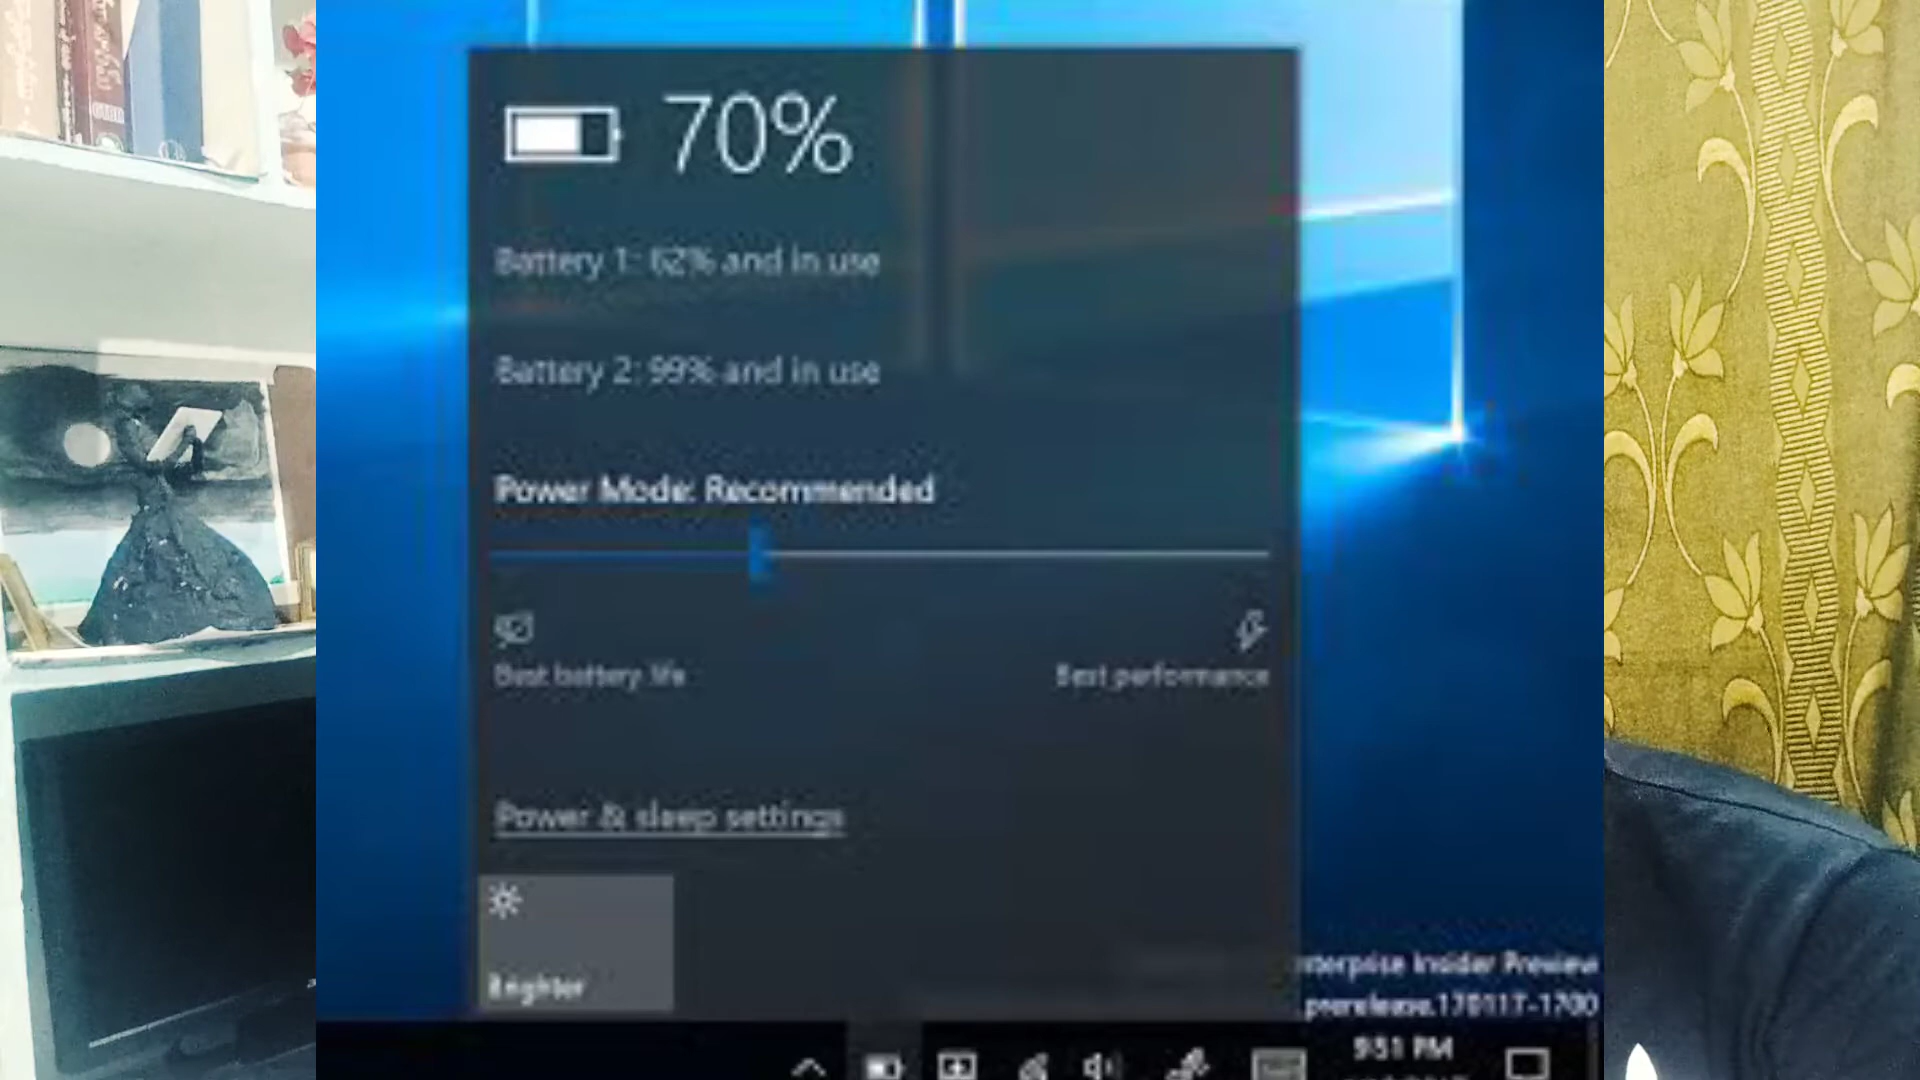 70%
Battery 1: 62% and in use
Battery 2: 99% and in use
Power Mode: Recommended
Best battery life
Best performance
Power & sleep settings
Brighter
Enterprise Insider Preview
prerelease.170117-1700
9:51 PM